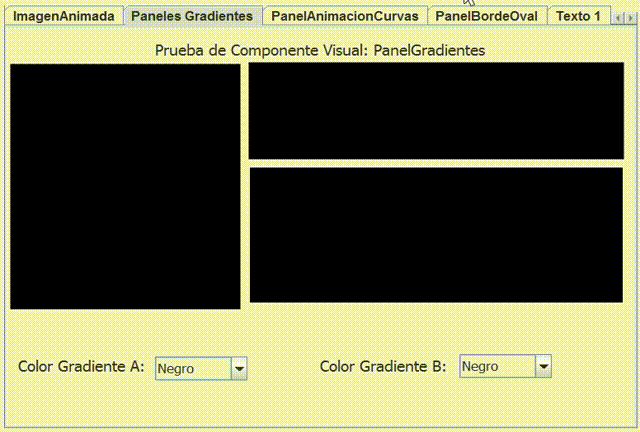 ImagenAnimada Paneles Gradientes PanelAnimacionCurvas PanelBordeOval Texto 1
Prueba de Componente Visual: PanelGradientes
Color Gradiente A: Negro Color Gradiente B: Negro